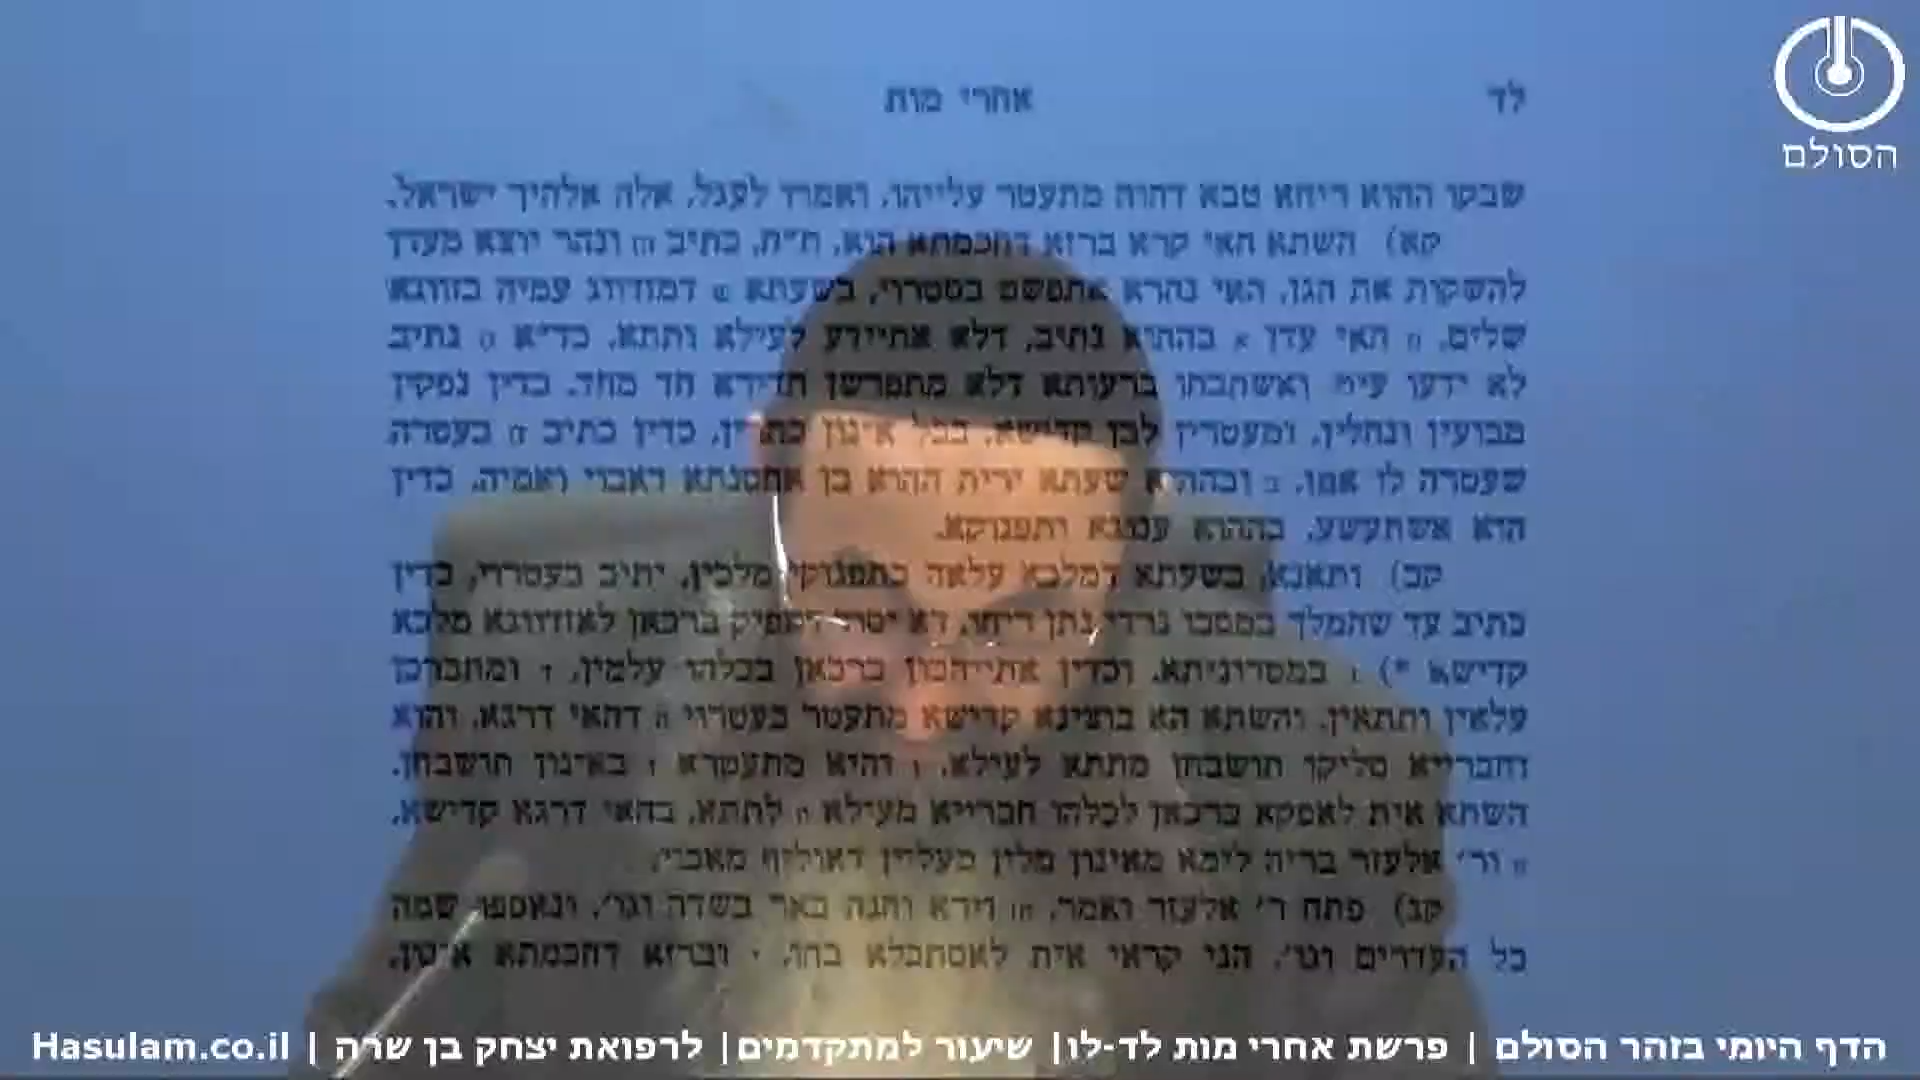 הסולם
לד
אחרי מות
שבקו ההוא ריחא טבא דהוה מתעטר עלייהו, ואמרו לעגל, אלה אלהיך ישראל.
קא) השתא האי קרא ברזא דחכמתא הוא, ת״ח, כתיב m ונהר יוצא מעדן
להשקות את הגן, האי נהרא אתפשט בסטרוי, בשעתא דמזדווג עמיה בזווגא
שלים, האי עדן א בההוא נתיב, דלא אתיידע לעילא ותתא, כד״א נתיב
לא ידעו עיט ואשתכחו ברעותא דלא מתפרשן תדירא חד מחד, כדין נפקין
מבועין ונחלין, ומעטרין לבן קדישא, בכל אינון כתרין, כדין כתיב בעטרה
שעטרה לו אמו, ובההוא שעתא ירית ההוא בן אחסנתא דאבוי ואמיה, כדין
הוא אשתעשע, בההוא ענוגא ותפנוקא.
קב) ותאנא, בשעתא דמלכא עלאה בתפנוקי מלכין, יתיב בעטרוי, כדין
כתיב עד שהמלך במסבו נרדי נתן ריחו, דא יסוד דאפיק ברכאן לאזדווגא מלכא
קדישא *) במטרוניתא, וכדין אתייהבון ברכאן בכלהו עלמין, ומתברכן
עלאין ותתאין, והשתא הא בוצינא קדישא מתעטר בעטרוי דהאי דרגא, והוא
וחברייא סליקו תושבחן מתתא לעילא, והיא מתעטרא באינון תושבחן,
השתא אית לאפקא ברכאן לכלהו חברייא מעילא לתתא, בהאי דרגא קדישא,
ור׳ אלעזר בריה לימא מאינון מלין מעליין דאוליף מאבוי.
קג) פתח ר׳ אלעזר ואמר, m וירא והנה באר בשדה וגו׳, ונאספו שמה
כל העדרים וגו׳, הני קראי אית לאסתכלא בהו, וברזא דחכמתא אינון,
הדף היומי בזהר הסולם | פרשת אחרי מות לד-לו| שיעור למתקדמים| לרפואת יצחק בן שרה | Hasulam.co.il